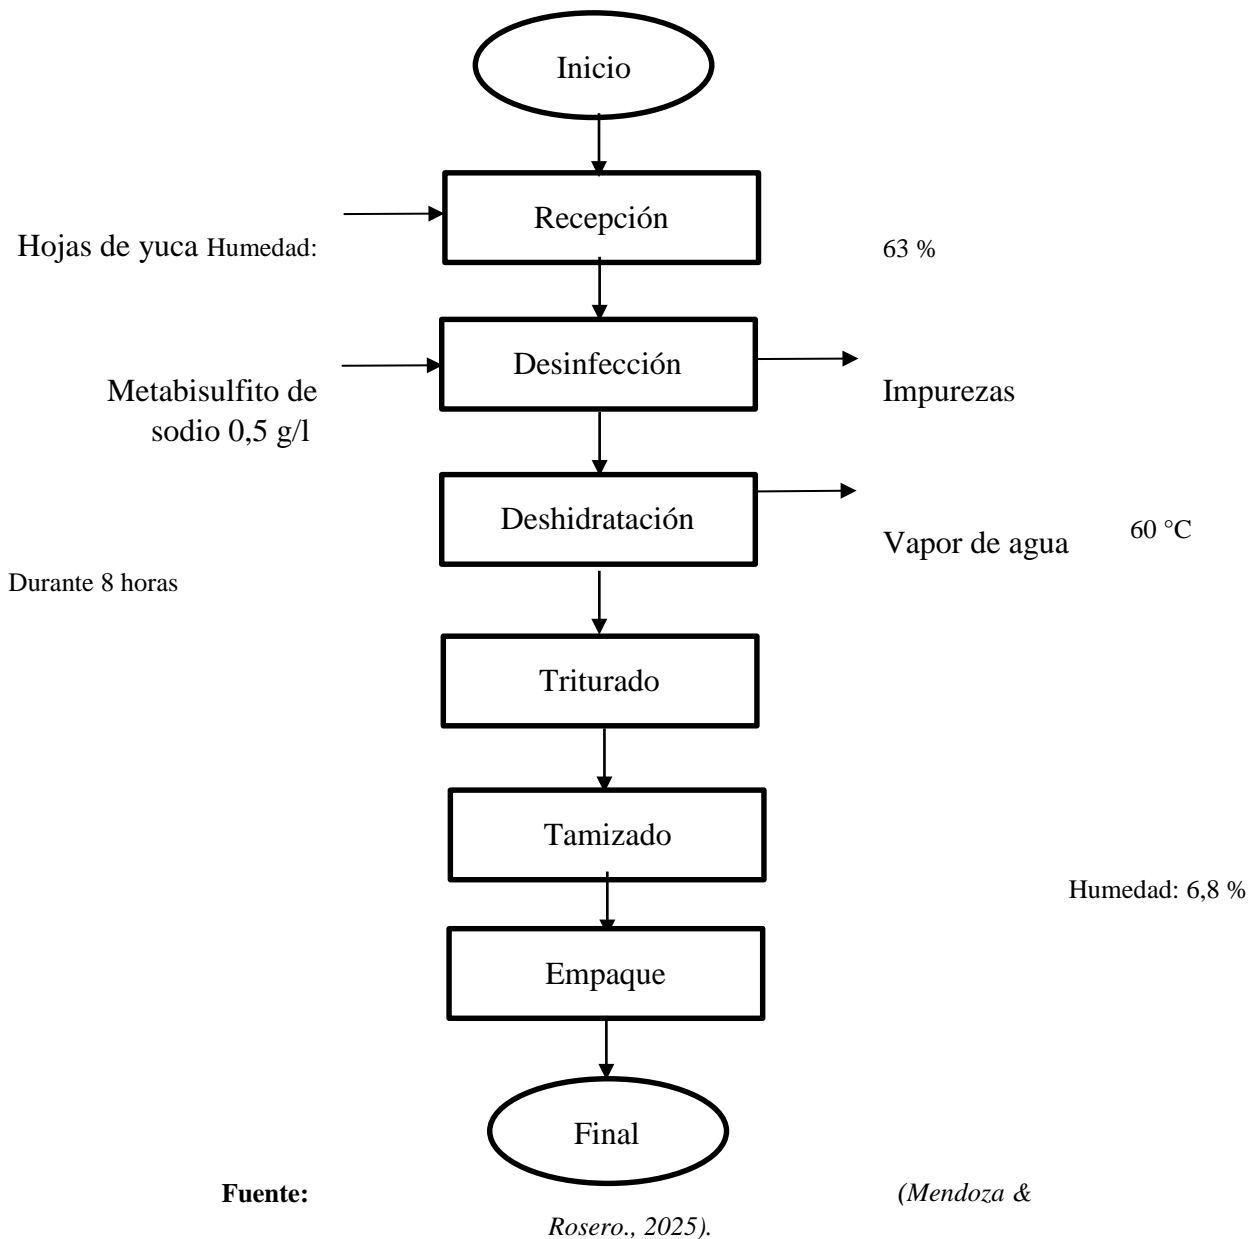 Inicio
Recepción
Hojas de yuca Humedad:
63 %
Desinfección
Metabisulfito de
sodio 0,5 g/l
Impurezas
Deshidratación
Vapor de agua
60 °C
Durante 8 horas
Triturado
Tamizado
Humedad: 6,8 %
Empaque
Final
Fuente:
(Mendoza &
Rosero., 2025).